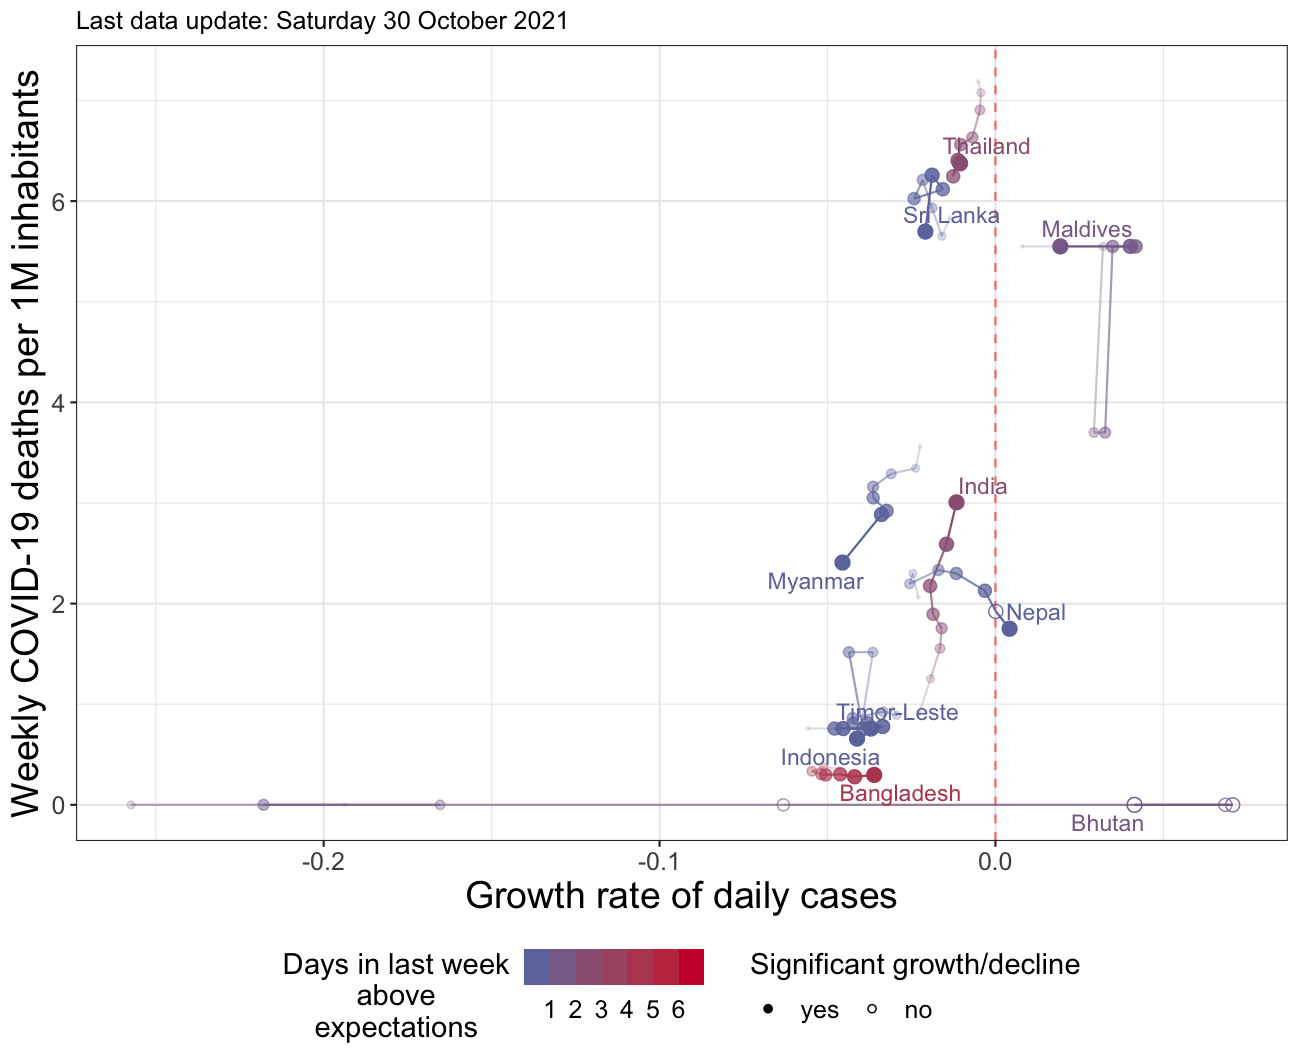 Last data update: Saturday 30 October 2021
Weekly COVID-19 deaths per 1M inhabitants
6
4
2
0
Thailand
Sri Lanka
Maldives
India
Myanmar
Nepal
Timor-Leste
Indonesia
Bangladesh
Bhutan
-0.2
-0.1
0.0
Growth rate of daily cases
Days in last week
above
expectations
1 2 3 4 5 6
Significant growth/decline
yes no